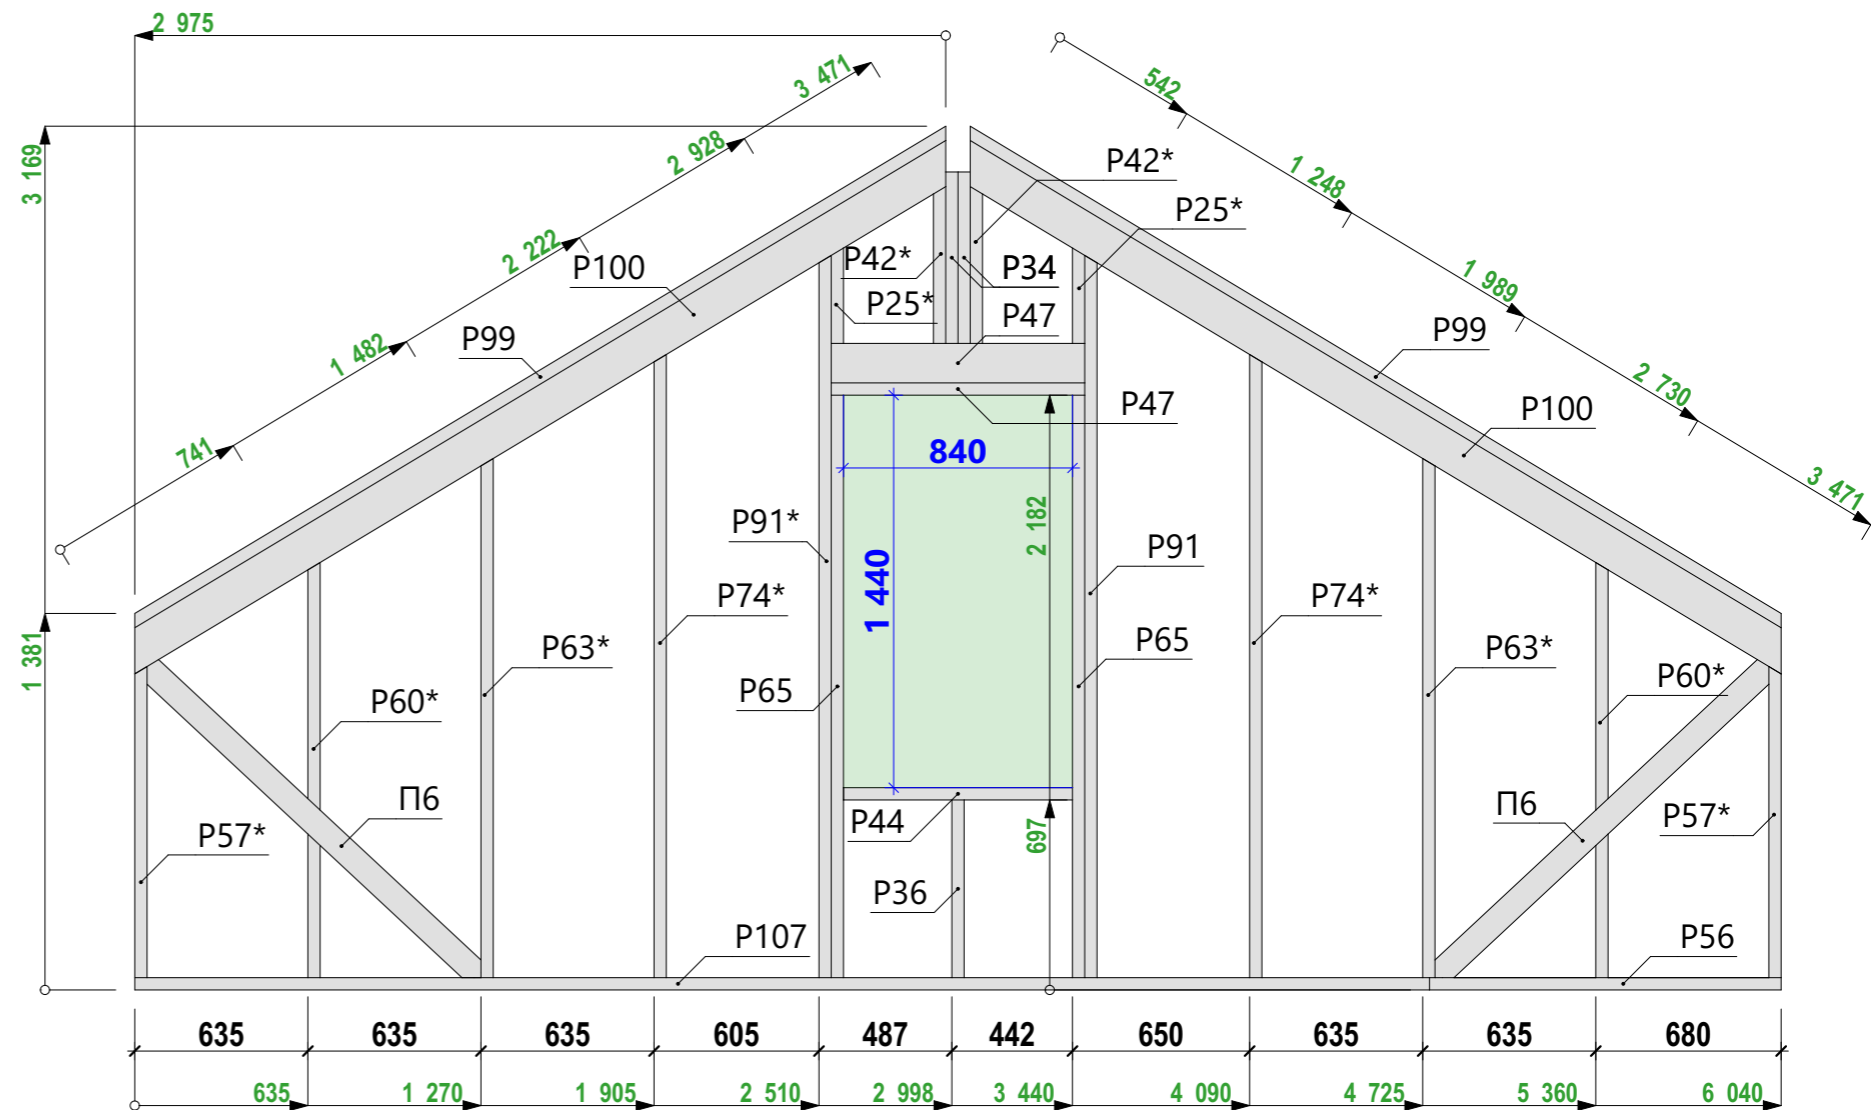 2 975
3 471
542
2 928
3 169
P42*
1 248
P25*
2 222
P100
P42*
P34
1 989
P25*
P47
P99
P99
1 482
2 730
P47
P100
741
840
3 471
2 182
P91*
P91
1 440
P74*
P74*
P63*
P65
P63*
1 381
P60*
P65
P60*
П6
P44
697
П6
P57*
P57*
P36
P107
P56
635 635 635 605 487 442 650 635 635 680
635 1 270 1 905 2 510 2 998 3 440 4 090 4 725 5 360 6 040